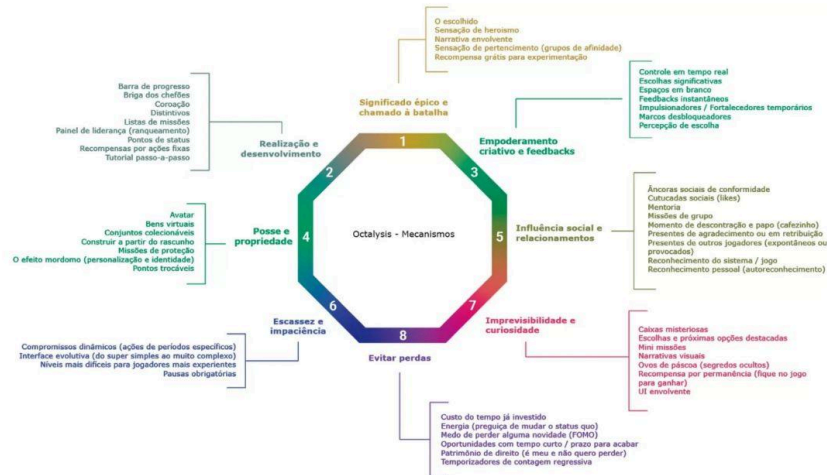 O escolhido
Sensação de heroismo
Narrativa envolvente
Sensação de pertencimento (grupos de afinidade)
Recompensa grátis para experimentação
Significado épico e
chamado à batalha
1
Barra de progresso
Briga dos chefões
Coroação
Distintivos
Listas de missões
Painel de liderança (ranqueamento)
Pontos de status
Recompensas por ações fixas
Tutorial passo-a-passo
Realização e
desenvolvimento
2
Controle em tempo real
Escolhas significativas
Espaços em branco
Feedbacks instantâneos
Impulsionadores / Fortalecedores temporários
Marcos desbloqueadores
Percepção de escolha
Empoderamento
criativo e feedbacks
3
Avatar
Bens virtuais
Conjuntos colecionáveis
Construir a partir do rascunho
Missões de proteção
O efeito mordomo (personalização e identidade)
Pontos trocáveis
Posse e
propriedade
4
Octalysis - Mecanismos
5
Influência social e
relacionamentos
Âncoras sociais de conformidade
Cutucadas sociais (likes)
Mentoria
Missões de grupo
Momento de descontração e papo (cafezinho)
Presentes de agradecimento ou em retribuição
Presentes de outros jogadores (expontâneos ou
provocados)
Reconhecimento do sistema / jogo
Reconhecimento pessoal (autoreconhecimento)
6
Escassez e
impaciência
Compromissos dinâmicos (ações de períodos específicos)
Interface evolutiva (do super simples ao muito complexo)
Níveis mais difíceis para jogadores mais experientes
Pausas obrigatórias
7
Imprevisibilidade e
curiosidade
Caixas misteriosas
Escolhas e próximas opções destacadas
Mini missões
Narrativas visuais
Ovos de páscoa (segredos ocultos)
Recompensa por permanência (fique no jogo
para ganhar)
UI envolvente
8
Evitar perdas
Custo do tempo já investido
Energia (preguiça de mudar o status quo)
Medo de perder alguma novidade (FOMO)
Oportunidades com tempo curto / prazo para acabar
Patrimônio de direito (é meu e não quero perder)
Temporizadores de contagem regressiva